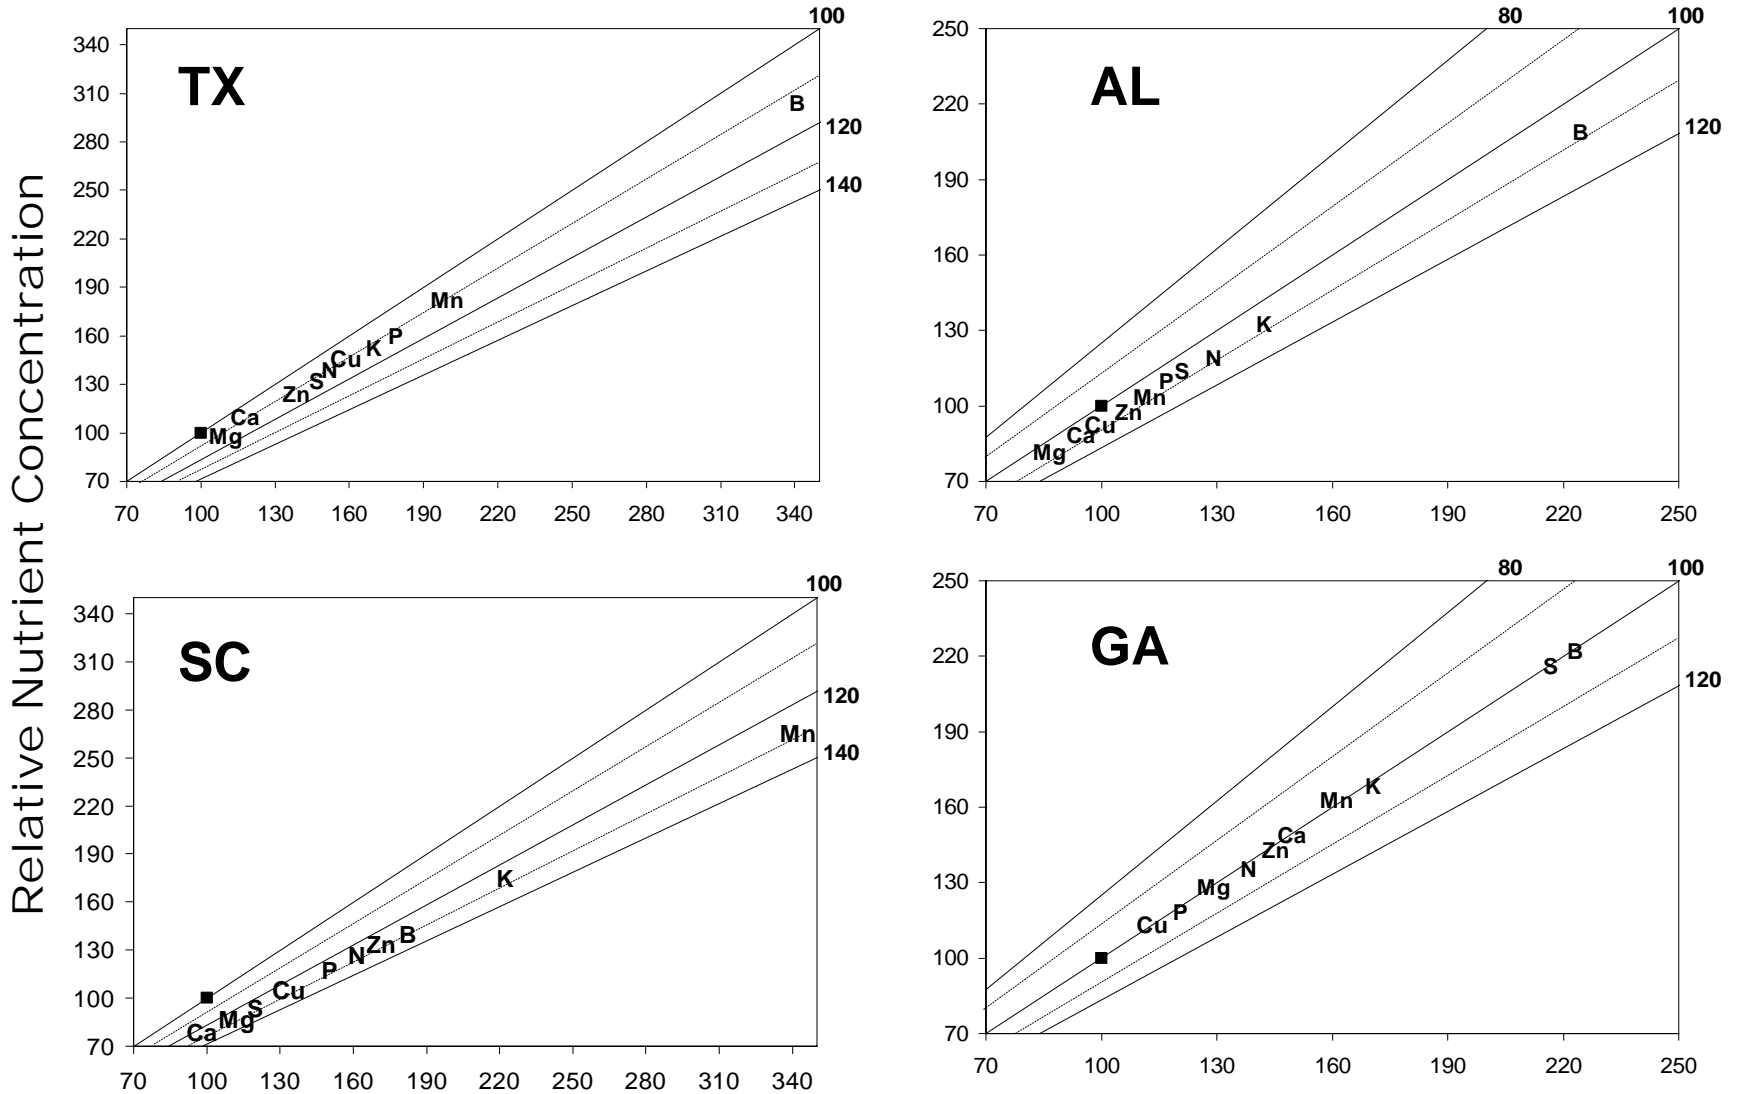 Relative Nutrient Concentration
100
340
TX
310
B
280
120
250
140
220
190
Mn
160
P
K
Cu
N
130
S
Zn
Ca
100
Mg
70
70 100 130 160 190 220 250 280 310 340
80 100
250
AL
220
B
120
190
160
130
K
N
S
P
100
Mn
Zn
Cu
Ca
Mg
70
70 100 130 160 190 220 250
100
340
SC
310
280
120
Mn
250
140
220
190
K
160
B
130
Zn
N
P
Cu
100
S
Mg
Ca
70
70 100 130 160 190 220 250 280 310 340
80 100
250
GA
220
B
S
120
190
K
160
Mn
Ca
Zn
N
130
Mg
P
Cu
100
70
70 100 130 160 190 220 250